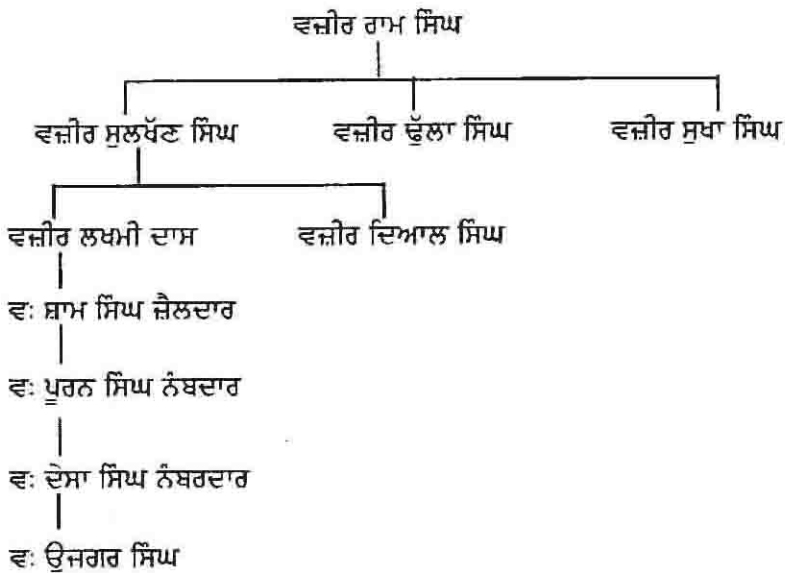 ਵਜ਼ੀਰ ਰਾਮ ਸਿੰਘ
ਵਜ਼ੀਰ ਸੁਲਖੱਣ ਸਿੰਘ ਵਜ਼ੀਰ ਢੁੱਲਾ ਸਿੰਘ ਵਜ਼ੀਰ ਸੁਖਾ ਸਿੰਘ
ਵਜ਼ੀਰ ਲਖਮੀ ਦਾਸ ਵਜ਼ੀਰ ਦਿਆਲ ਸਿੰਘ
ਵਃ ਸ਼ਾਮ ਸਿੰਘ ਜ਼ੈਲਦਾਰ
ਵਃ ਪੂਰਨ ਸਿੰਘ ਨੰਬਦਾਰ
ਵਃ ਦੇਸਾ ਸਿੰਘ ਨੰਬਰਦਾਰ
ਵਃ ਉਜਗਰ ਸਿੰਘ